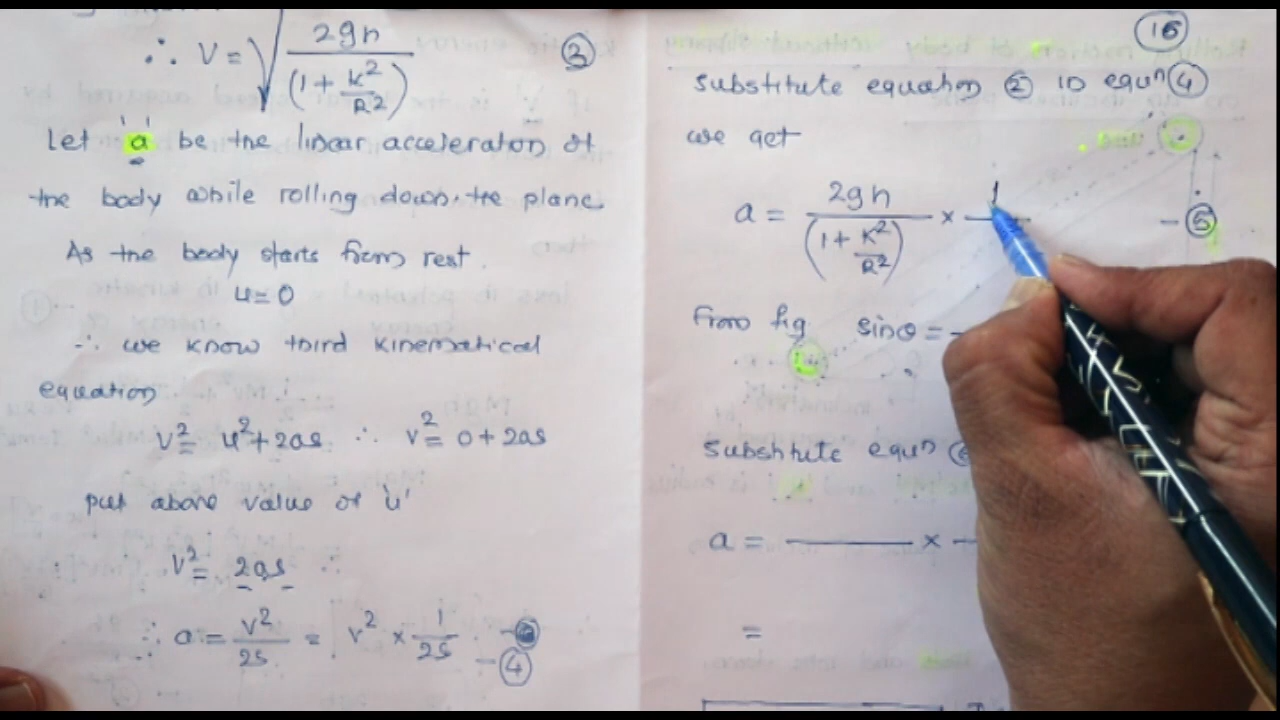 ∴ V = √(2gh / (1 + K²/R²)) ③
Let 'a' be the linear acceleration of
the body while rolling down the plane.
As the body starts from rest.
u = 0
∴ we know third kinematical
equation
v² = u² + 2as ∴ v² = 0 + 2as
put above value of 'u'
v² = 2as
∴ a = v²/2s = v² × 1/2s
- ④
16
substitute equation ② in equⁿ ④
we get
a = 2gh / (1 + K²/R²) × 1 - ⑤
From fig sinθ =
substitute equⁿ
a = ——— × —
=